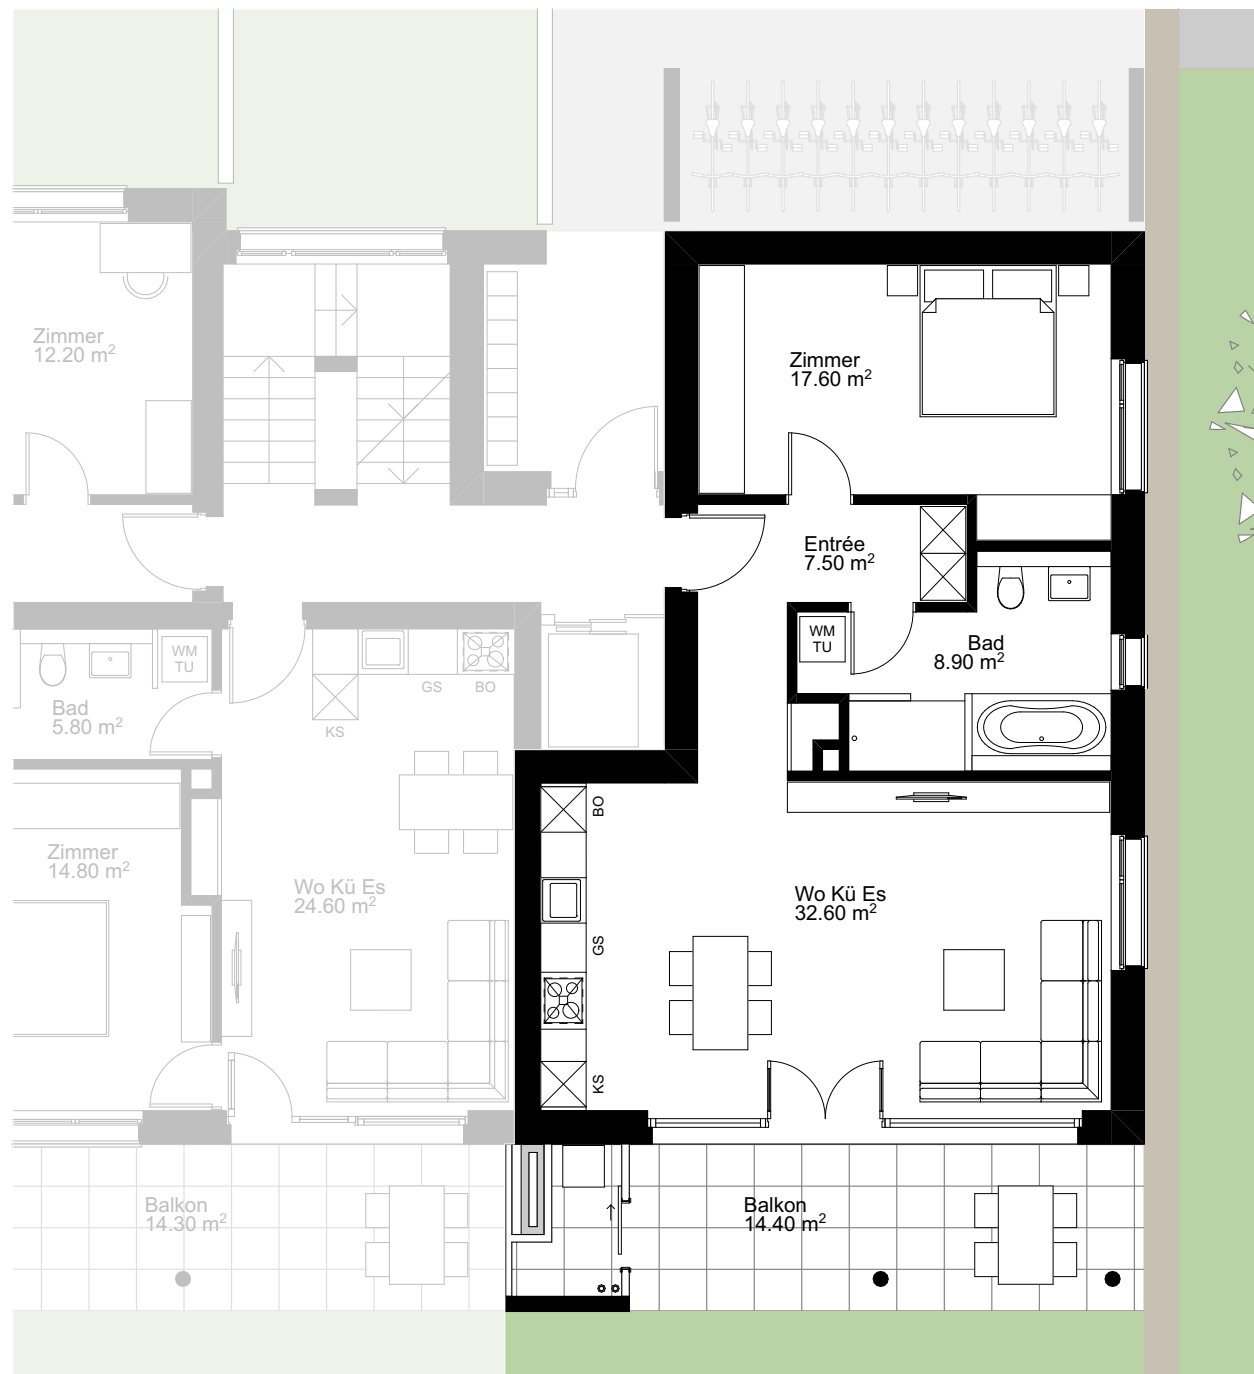 Zimmer
12.20 m²
Zimmer
17.60 m²
Entrée
7.50 m²
WM
TU
Bad
8.90 m²
WM
TU
Bad
5.80 m²
GS
BO
KS
Zimmer
14.80 m²
Wo Kü Es
24.60 m²
BO
GS
KS
Wo Kü Es
32.60 m²
Balkon
14.30 m²
Balkon
14.40 m²